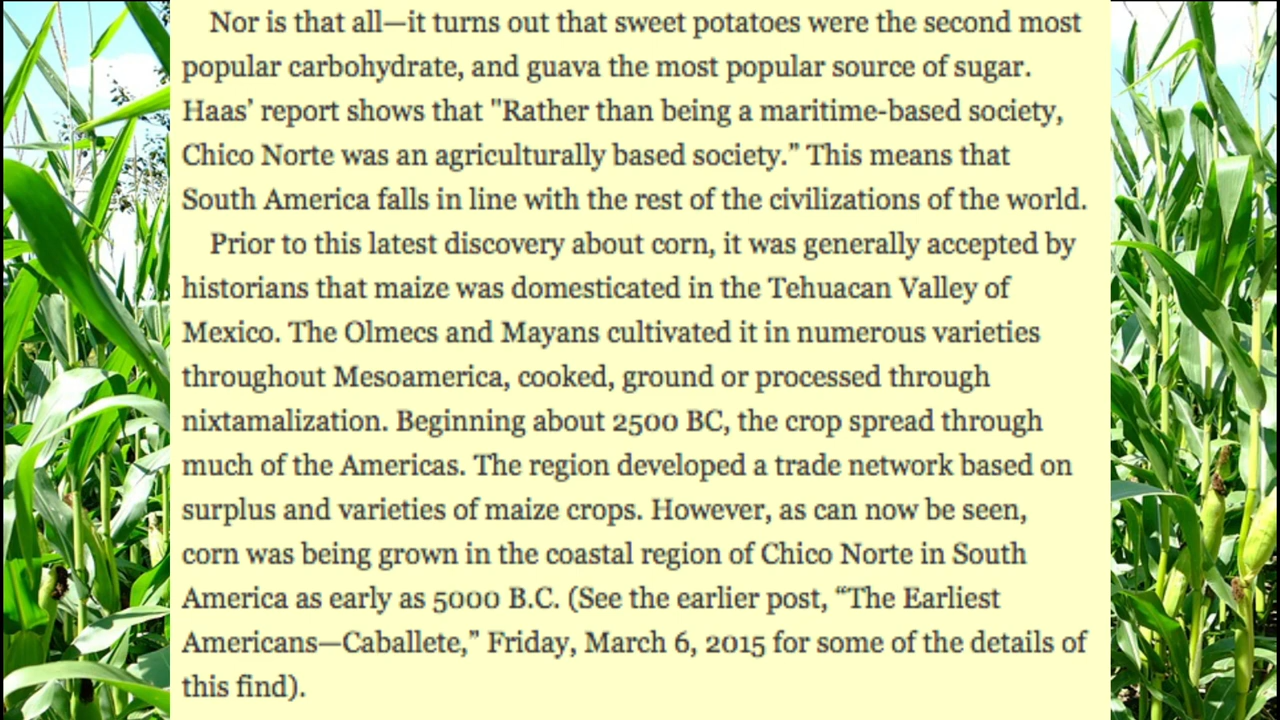 Nor is that all—it turns out that sweet potatoes were the second most
popular carbohydrate, and guava the most popular source of sugar.
Haas’ report shows that "Rather than being a maritime-based society,
Chico Norte was an agriculturally based society.” This means that
South America falls in line with the rest of the civilizations of the world.
Prior to this latest discovery about corn, it was generally accepted by
historians that maize was domesticated in the Tehuacan Valley of
Mexico. The Olmecs and Mayans cultivated it in numerous varieties
throughout Mesoamerica, cooked, ground or processed through
nixtamalization. Beginning about 2500 BC, the crop spread through
much of the Americas. The region developed a trade network based on
surplus and varieties of maize crops. However, as can now be seen,
corn was being grown in the coastal region of Chico Norte in South
America as early as 5000 B.C. (See the earlier post, “The Earliest
Americans—Caballete,” Friday, March 6, 2015 for some of the details of
this find).